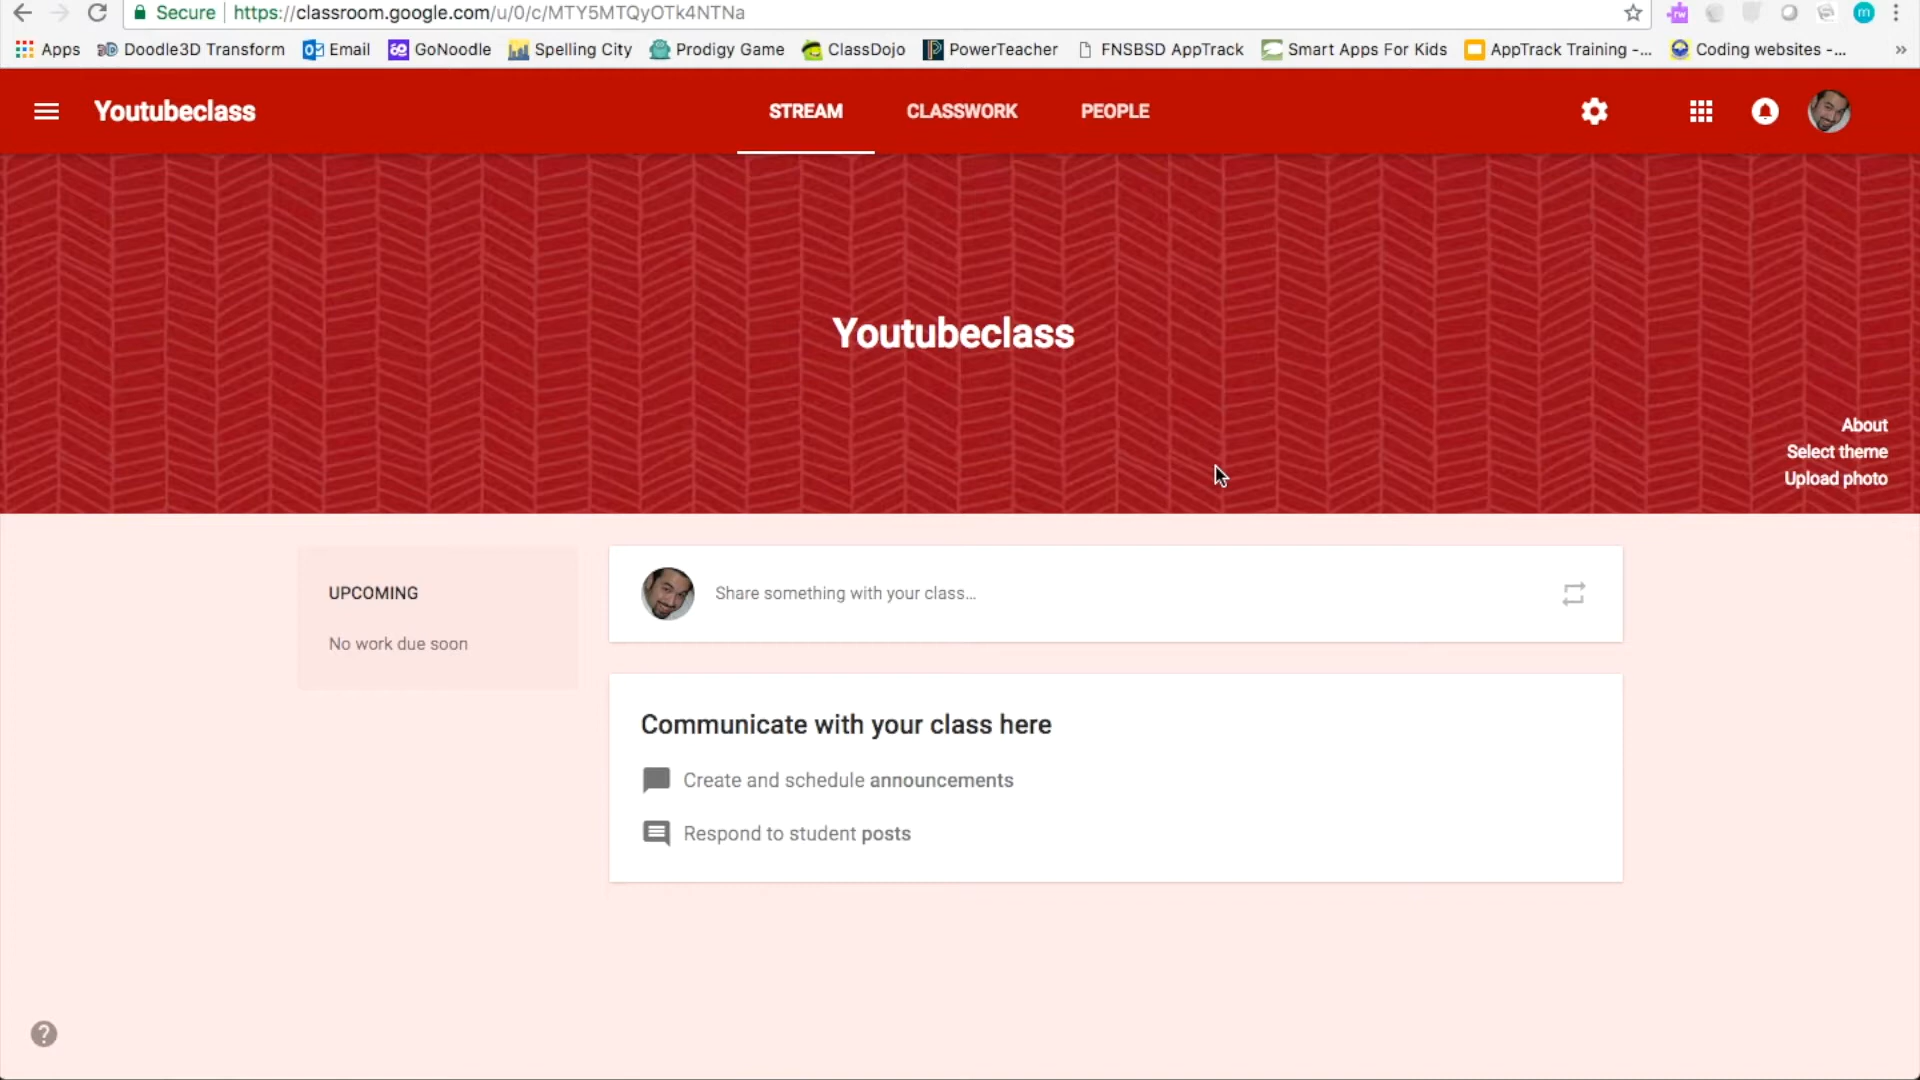 Secure https://classroom.google.com/u/0/c/MTY5MTQyOTk4NTNa
m
Apps Doodle3D Transform Email GoNoodle Spelling City Prodigy Game ClassDojo PowerTeacher FNSBSD AppTrack Smart Apps For Kids AppTrack Training -... Coding websites -... »
Youtubeclass STREAM CLASSWORK PEOPLE
Youtubeclass
About
Select theme
Upload photo
UPCOMING
No work due soon
Share something with your class...
Communicate with your class here
Create and schedule announcements
Respond to student posts
?